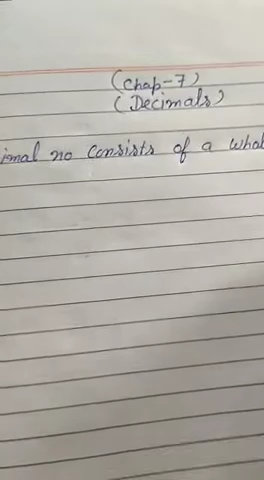 (Chap-7)
(Decimals)
imal no consists of a whol